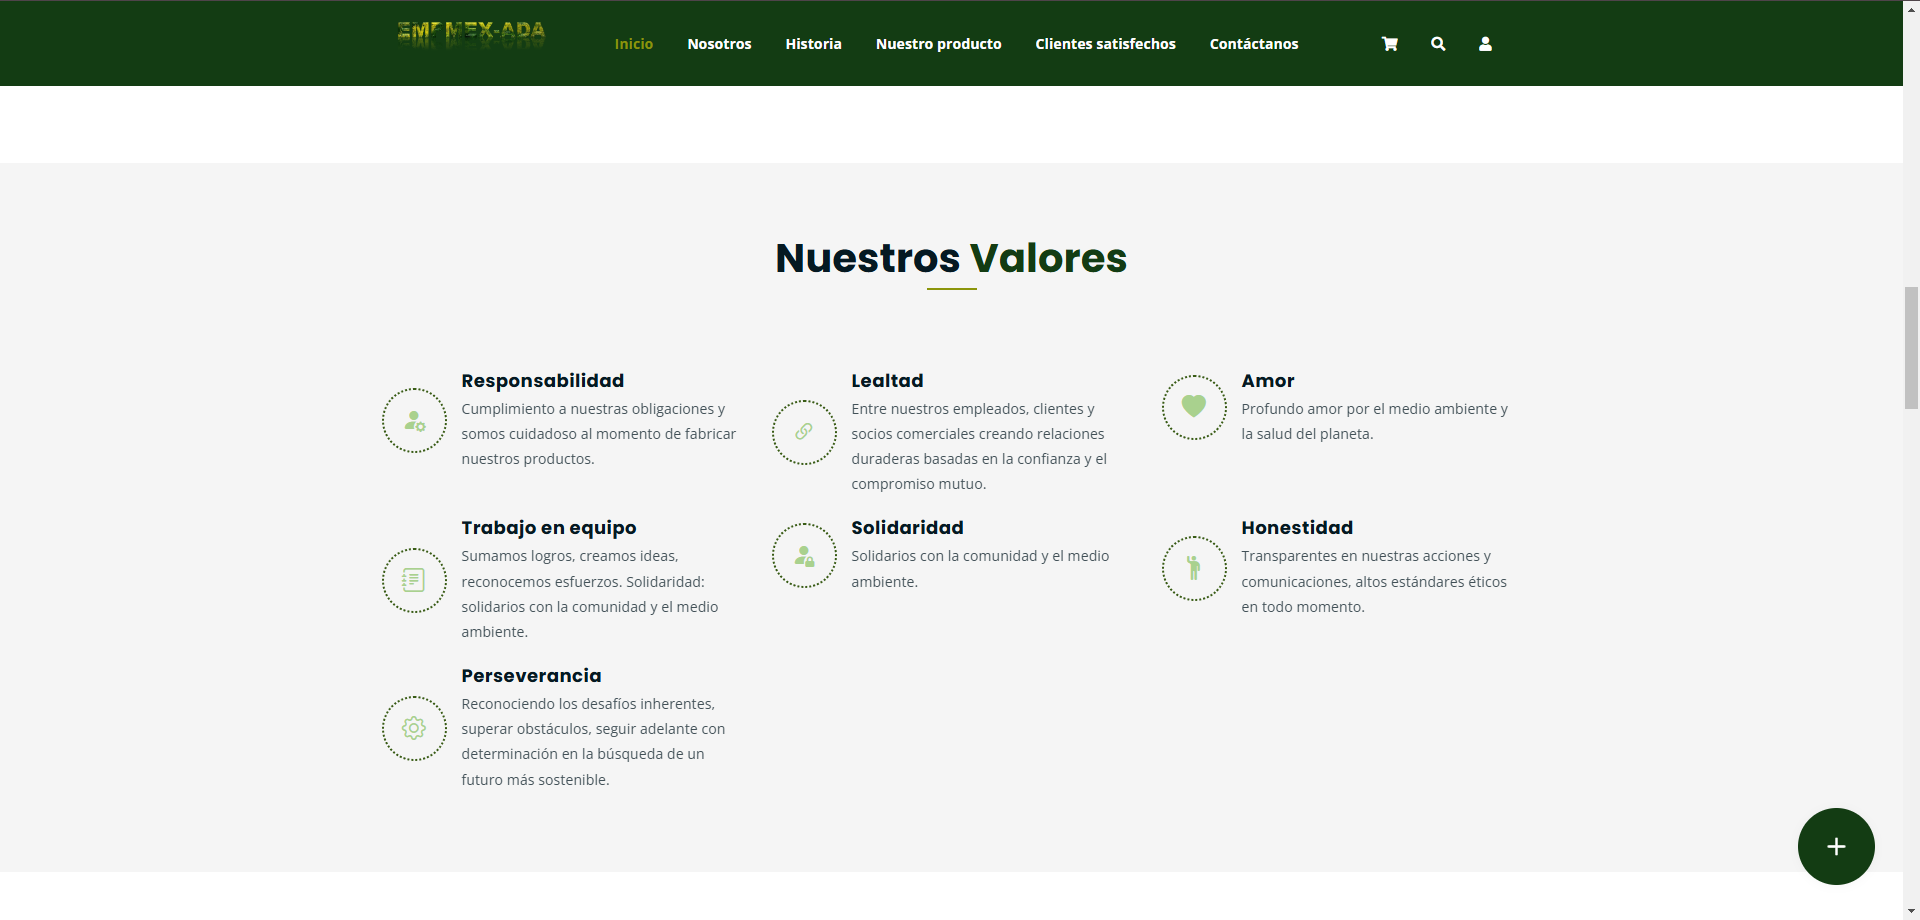 Inicio Nosotros Historia Nuestro producto Clientes satisfechos Contáctanos
Nuestros Valores
Responsabilidad
Cumplimiento a nuestras obligaciones y
somos cuidadoso al momento de fabricar
nuestros productos.
Lealtad
Entre nuestros empleados, clientes y
socios comerciales creando relaciones
duraderas basadas en la confianza y el
compromiso mutuo.
Amor
Profundo amor por el medio ambiente y
la salud del planeta.
Trabajo en equipo
Sumamos logros, creamos ideas,
reconocemos esfuerzos. Solidaridad:
solidarios con la comunidad y el medio
ambiente.
Solidaridad
Solidarios con la comunidad y el medio
ambiente.
Honestidad
Transparentes en nuestras acciones y
comunicaciones, altos estándares éticos
en todo momento.
Perseverancia
Reconociendo los desafíos inherentes,
superar obstáculos, seguir adelante con
determinación en la búsqueda de un
futuro más sostenible.